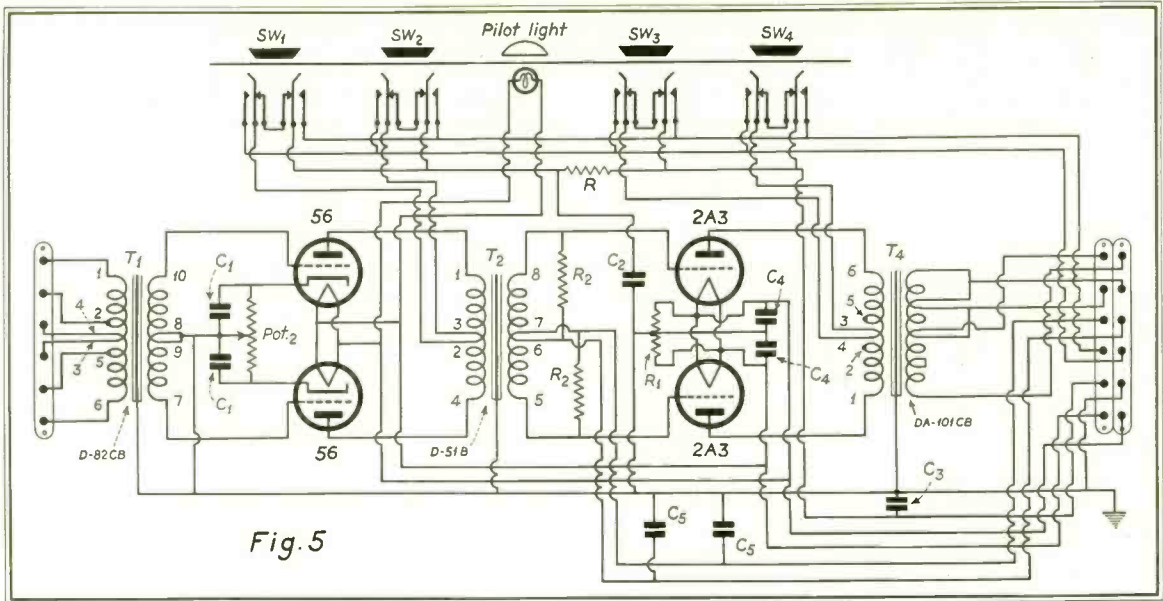 SW1 SW2 Pilot light SW3 SW4
R
56 2A3
T1 T2 T4
1 10 1 8 6
C1 C2 C4
4 2 R2 5
8 3 7 3
Pot.2
3 9 2 6 4
5 R1 C4
C1 R2 2
6 7 4 5 1
D-82CB 56 D-51B 2A3 DA-101CB
C3
C5 C5
Fig. 5